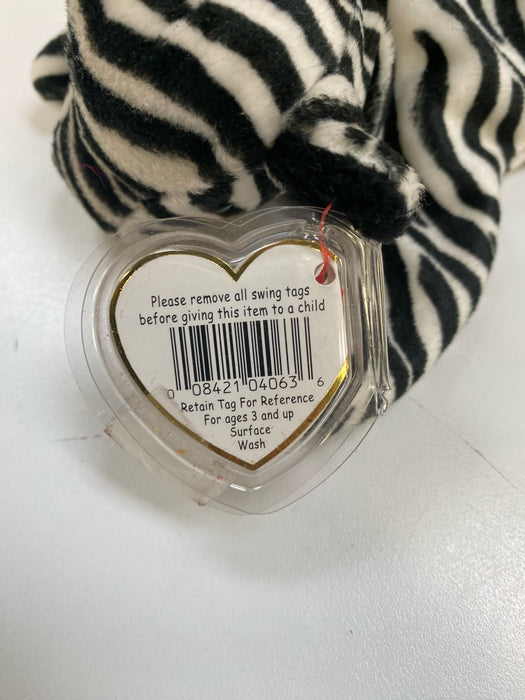 Please remove all swing tags
before giving this item to a child
0 08421 04063 6
Retain Tag For Reference
For ages 3 and up
Surface
Wash